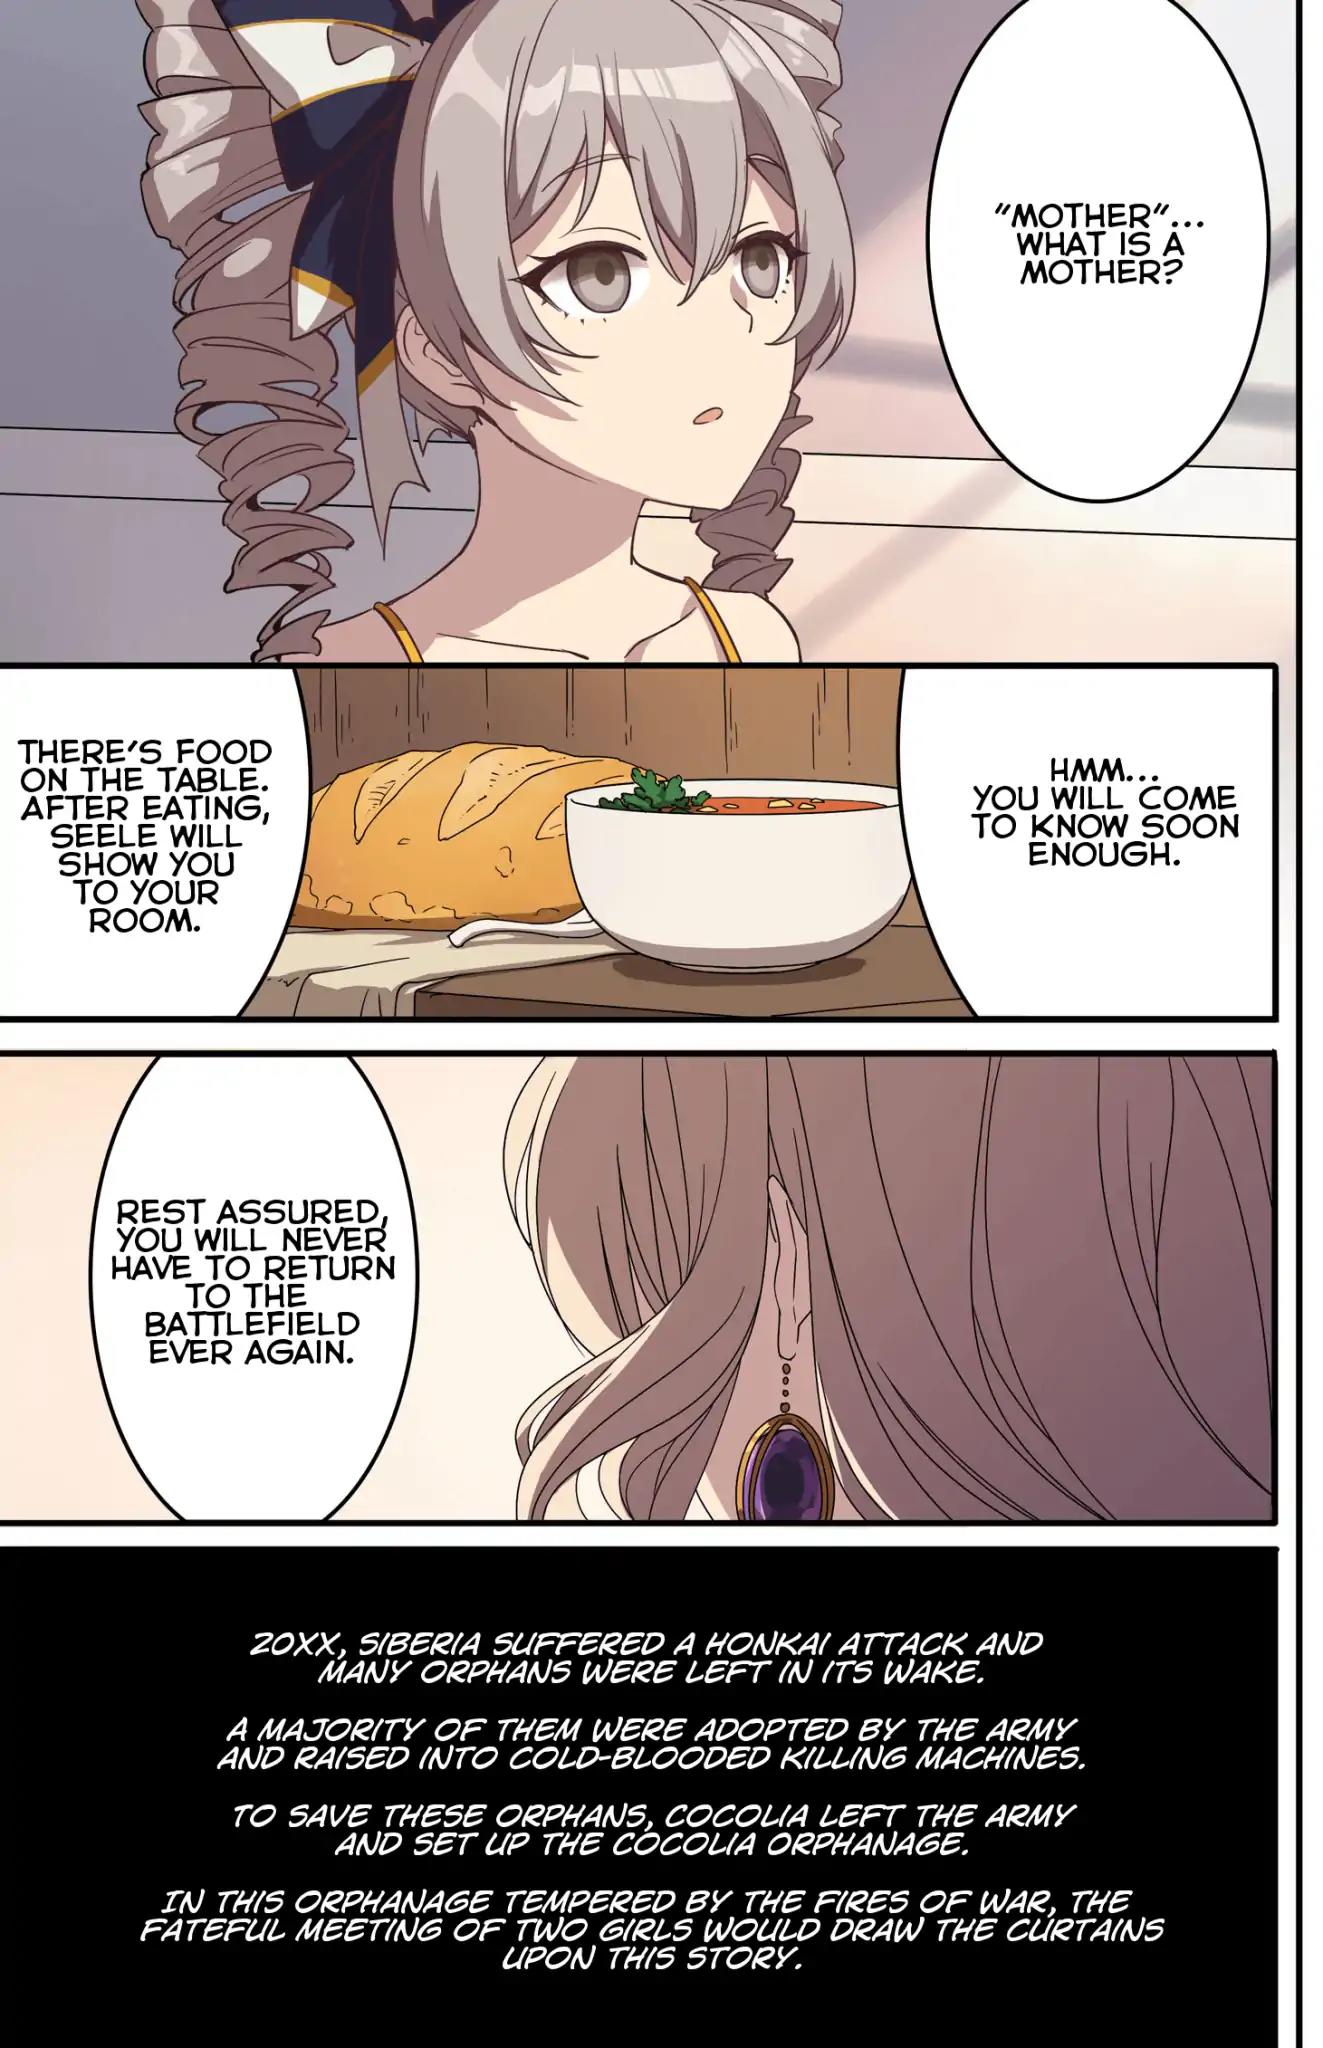 "MOTHER"...
WHAT IS A
MOTHER?
HMM...
YOU WILL COME
TO KNOW SOON
ENOUGH.
THERE'S FOOD
ON THE TABLE.
AFTER EATING,
SEELE WILL
SHOW YOU
TO YOUR
ROOM.
REST ASSURED,
YOU WILL NEVER
HAVE TO RETURN
TO THE
BATTLEFIELD
EVER AGAIN.
20XX, SIBERIA SUFFERED A HONKAI ATTACK AND
MANY ORPHANS WERE LEFT IN ITS WAKE.
A MAJORITY OF THEM WERE ADOPTED BY THE ARMY
AND RAISED INTO COLD-BLOODED KILLING MACHINES.
TO SAVE THESE ORPHANS, COCOLIA LEFT THE ARMY
AND SET UP THE COCOLIA ORPHANAGE.
IN THIS ORPHANAGE TEMPERED BY THE FIRES OF WAR, THE
FATEFUL MEETING OF TWO GIRLS WOULD DRAW THE CURTAINS
UPON THIS STORY.